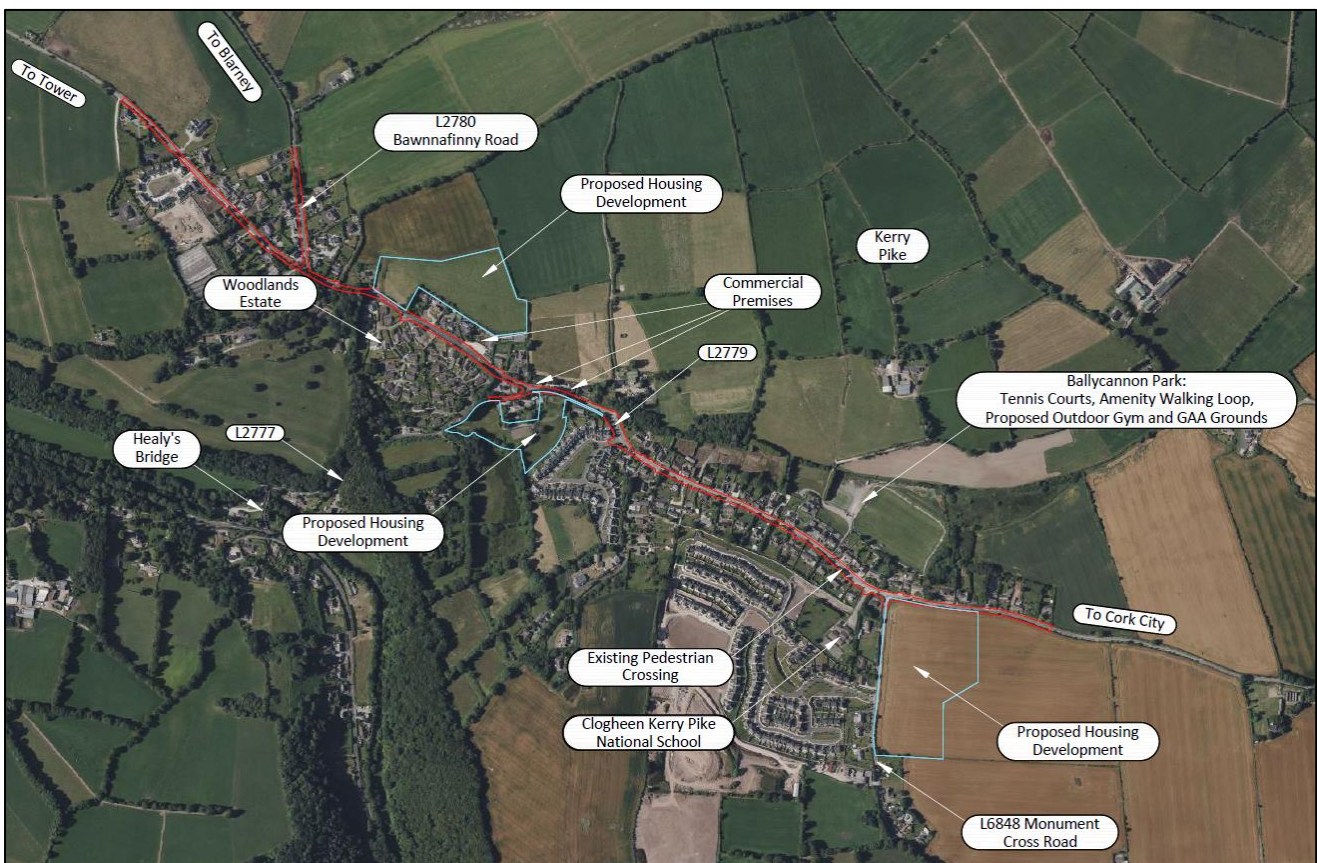 To Tower
To Blarney
L2780
Bawnnafinny Road
Proposed Housing
Development
Kerry
Pike
Woodlands
Estate
Commercial
Premises
L2779
Ballycannon Park:
Tennis Courts, Amenity Walking Loop,
Proposed Outdoor Gym and GAA Grounds
L2777
Healy's
Bridge
Proposed Housing
Development
To Cork City
Existing Pedestrian
Crossing
Clogheen Kerry Pike
National School
Proposed Housing
Development
L6848 Monument
Cross Road